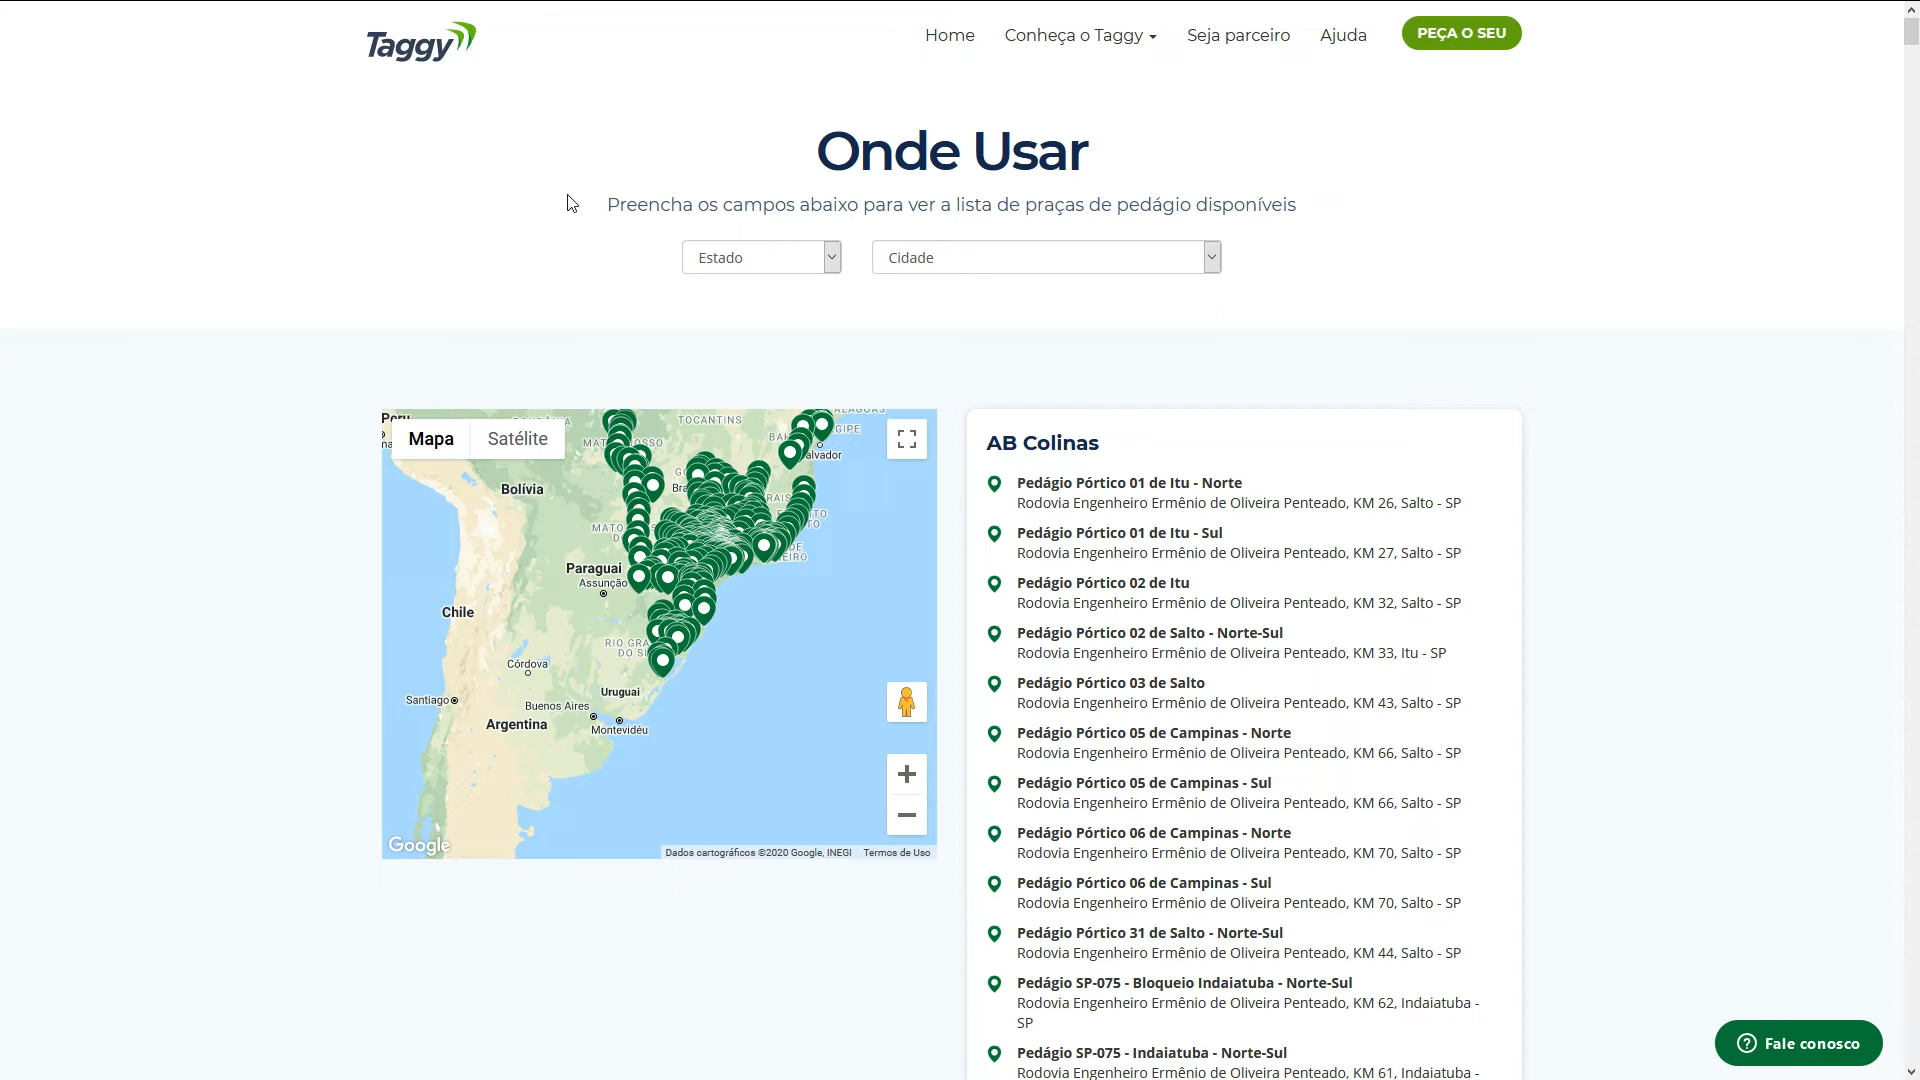 Taggy
Home
Conheça o Taggy
Seja parceiro
Ajuda
PEÇA O SEU
Onde Usar
Preencha os campos abaixo para ver a lista de praças de pedágio disponíveis
Estado
Cidade
Mapa
Satélite
Peru
TOCANTINS
Bolívia
Paraguai
Assunção
Chile
Córdova
Santiago
Uruguai
Buenos Aires
Argentina
Montevidéu
Google
Dados cartográficos ©2020 Google, INEGI
Termos de Uso
AB Colinas
Pedágio Pórtico 01 de Itu - Norte
Rodovia Engenheiro Ermênio de Oliveira Penteado, KM 26, Salto - SP
Pedágio Pórtico 01 de Itu - Sul
Rodovia Engenheiro Ermênio de Oliveira Penteado, KM 27, Salto - SP
Pedágio Pórtico 02 de Itu
Rodovia Engenheiro Ermênio de Oliveira Penteado, KM 32, Salto - SP
Pedágio Pórtico 02 de Salto - Norte-Sul
Rodovia Engenheiro Ermênio de Oliveira Penteado, KM 33, Itu - SP
Pedágio Pórtico 03 de Salto
Rodovia Engenheiro Ermênio de Oliveira Penteado, KM 43, Salto - SP
Pedágio Pórtico 05 de Campinas - Norte
Rodovia Engenheiro Ermênio de Oliveira Penteado, KM 66, Salto - SP
Pedágio Pórtico 05 de Campinas - Sul
Rodovia Engenheiro Ermênio de Oliveira Penteado, KM 66, Salto - SP
Pedágio Pórtico 06 de Campinas - Norte
Rodovia Engenheiro Ermênio de Oliveira Penteado, KM 70, Salto - SP
Pedágio Pórtico 06 de Campinas - Sul
Rodovia Engenheiro Ermênio de Oliveira Penteado, KM 70, Salto - SP
Pedágio Pórtico 31 de Salto - Norte-Sul
Rodovia Engenheiro Ermênio de Oliveira Penteado, KM 44, Salto - SP
Pedágio SP-075 - Bloqueio Indaiatuba - Norte-Sul
Rodovia Engenheiro Ermênio de Oliveira Penteado, KM 62, Indaiatuba -
SP
Pedágio SP-075 - Indaiatuba - Norte-Sul
Rodovia Engenheiro Ermênio de Oliveira Penteado, KM 61, Indaiatuba -
Fale conosco